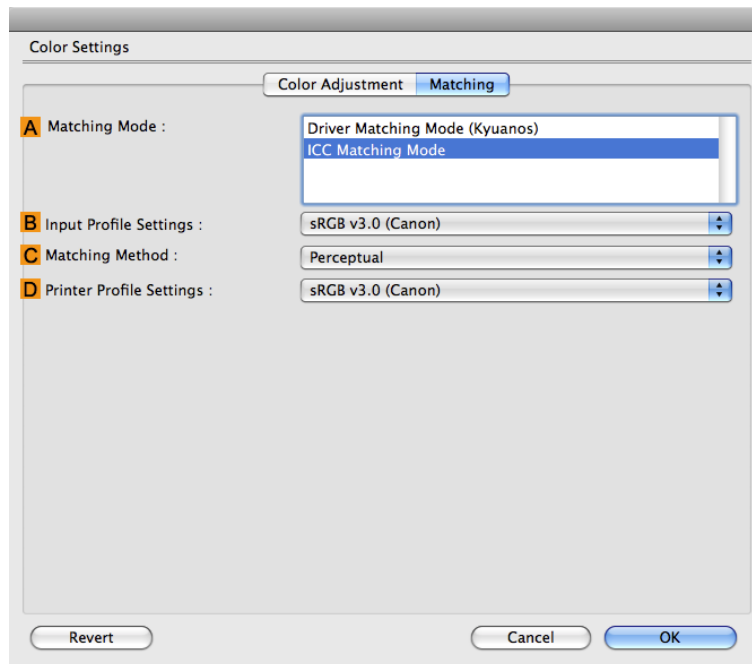 Color Settings
Color Adjustment Matching
A Matching Mode :
Driver Matching Mode (Kyuanos)
ICC Matching Mode
B Input Profile Settings : sRGB v3.0 (Canon)
C Matching Method : Perceptual
D Printer Profile Settings : sRGB v3.0 (Canon)
Revert Cancel OK